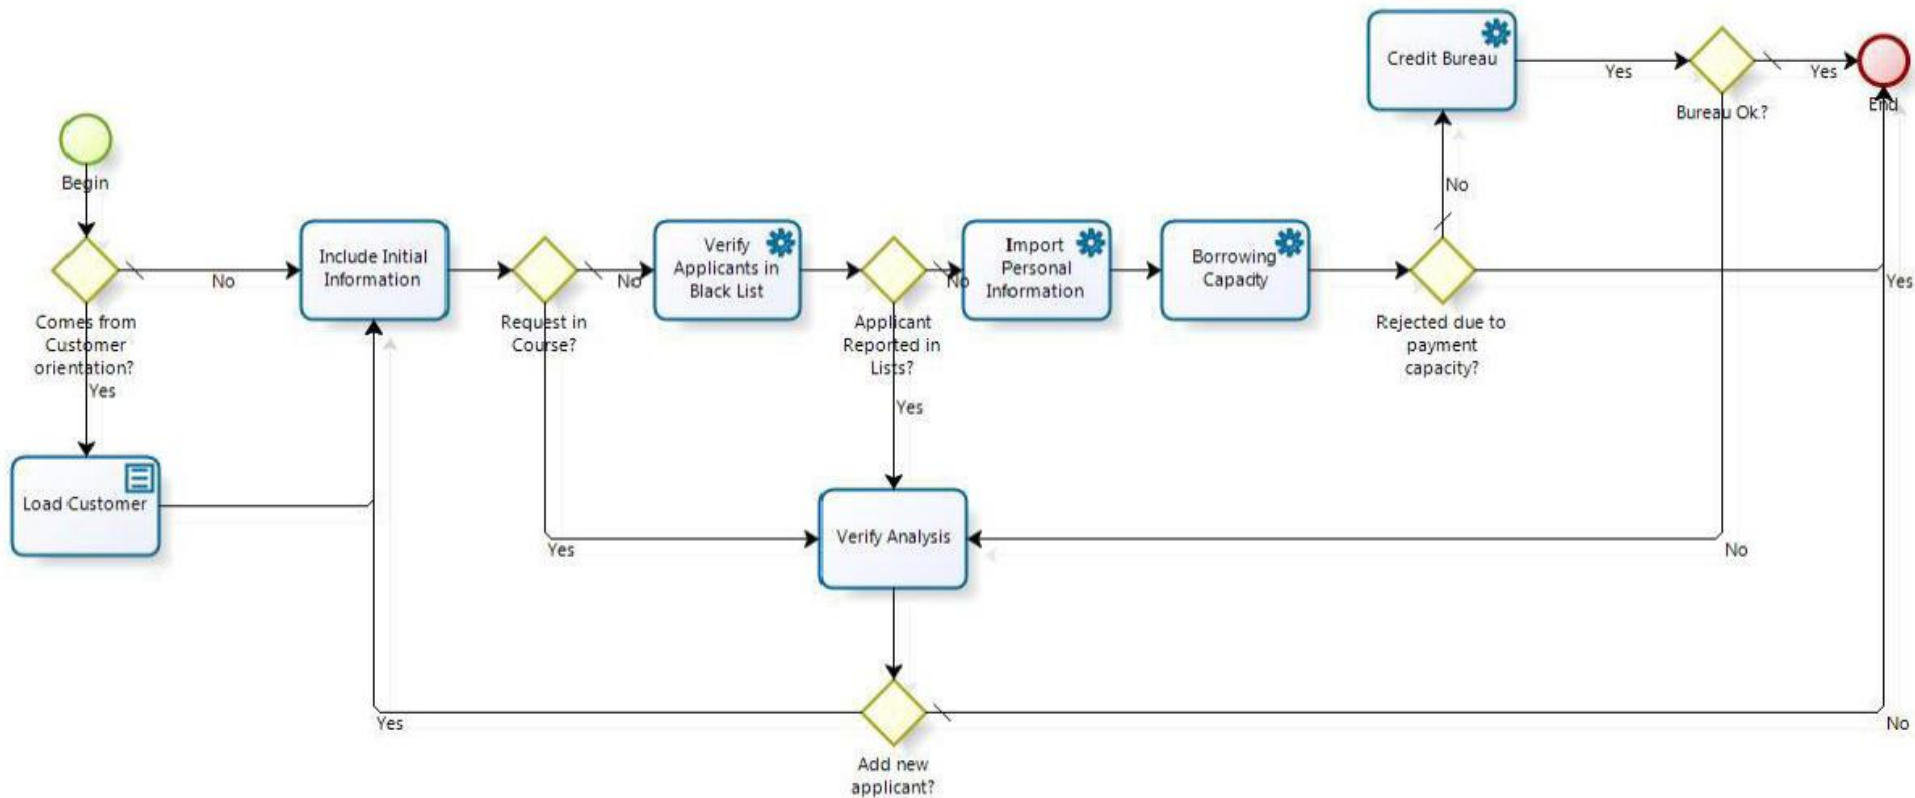 Credit Bureau
Yes
Bureau Ok?
Yes
End
Begin
No
Comes from
Customer
orientation?
No
Yes
Include Initial
Information
Request in
Course?
No
Verify
Applicants in
Black List
Applicant
Reported in
Lists?
No
Import
Personal
Information
Borrowing
Capacity
Rejected due to
payment
capacity?
Yes
Yes
Load Customer
Yes
Verify Analysis
No
Yes
Add new
applicant?
No